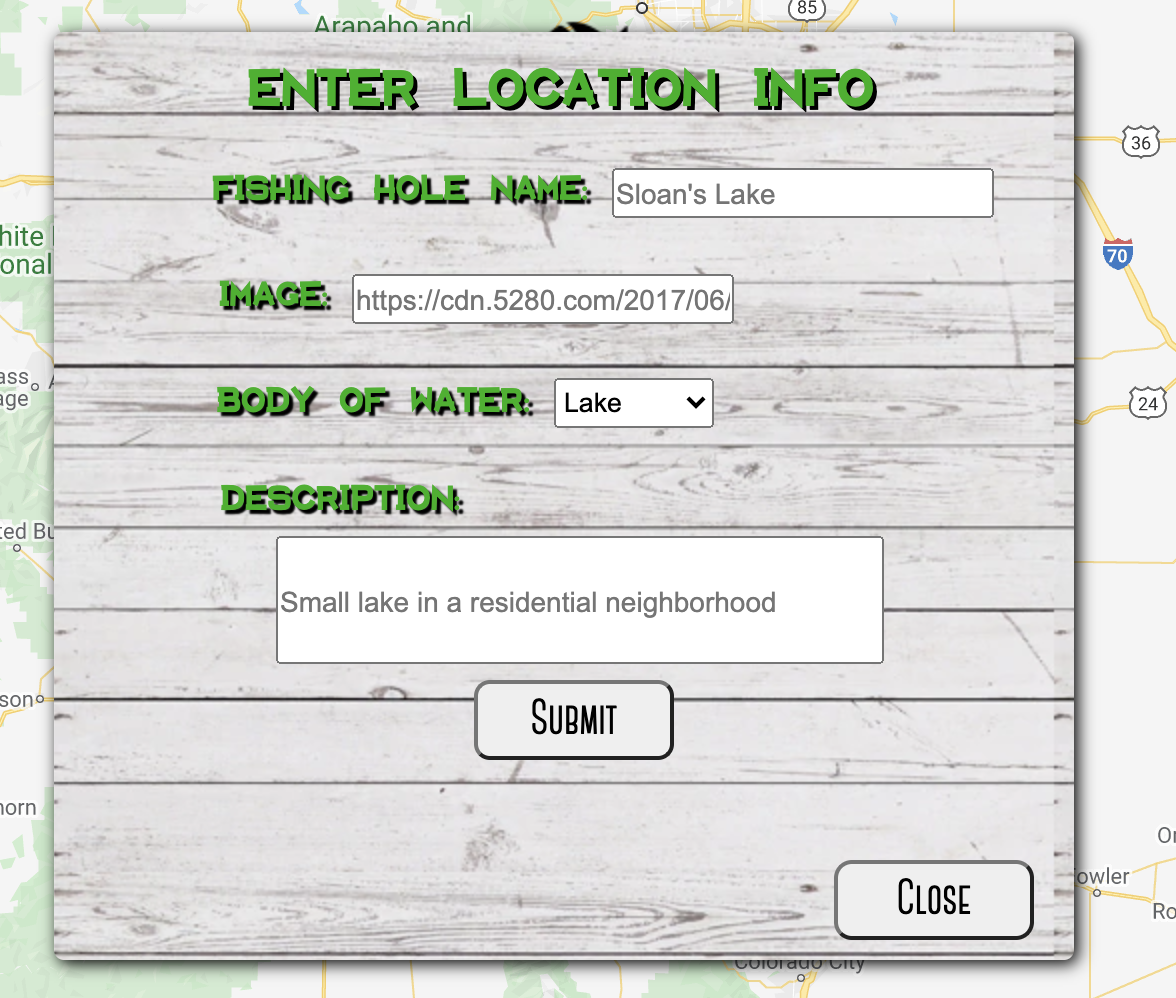 Arapaho and
85
ENTER LOCATION INFO
36
FISHING HOLE NAME: Sloan's Lake
hite
onal
70
IMAGE: https://cdn.5280.com/2017/06/
ass
age
BODY OF WATER: Lake
24
DESCRIPTION:
ted Bu
Small lake in a residential neighborhood
son
Submit
horn
Or
owler
Close
Ro
Colorado City